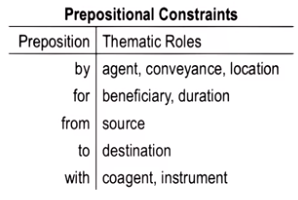 Prepositional Constraints
Preposition Thematic Roles
by agent, conveyance, location
for beneficiary, duration
from source
to destination
with coagent, instrument